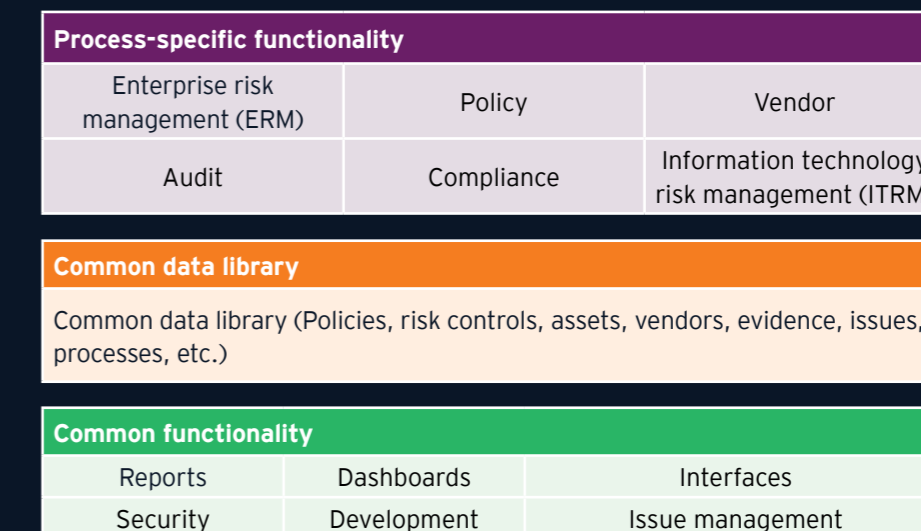 Process-specific functionality
Enterprise risk
management (ERM)
Policy
Vendor
Audit
Compliance
Information technology
risk management (ITRM
Common data library
Common data library (Policies, risk controls, assets, vendors, evidence, issues,
processes, etc.)
Common functionality
Reports
Dashboards
Interfaces
Security
Development
Issue management